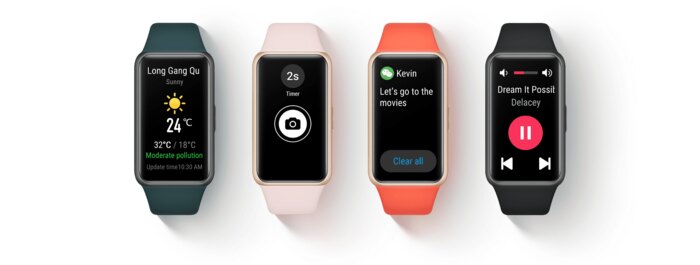 Long Gang Qu
Sunny
24 °C
32°C / 18°C
Moderate pollution
Update time10:30 AM
2s
Timer
Kevin
Let's go to the
movies
Clear all
Dream It Possib
Delacey